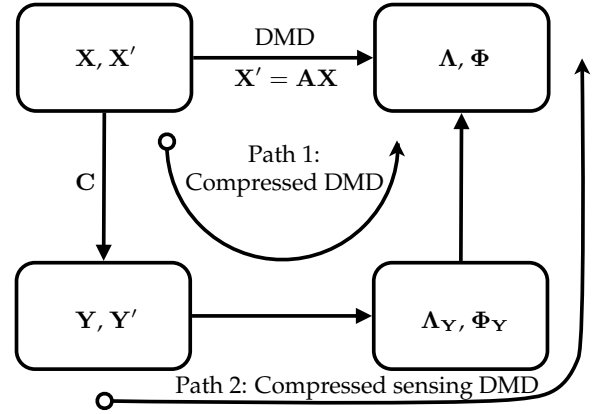 X, X′
DMD
X′ = AX
Λ, Φ
C
Path 1:
Compressed DMD
Y, Y′
Λ_Y, Φ_Y
Path 2: Compressed sensing DMD